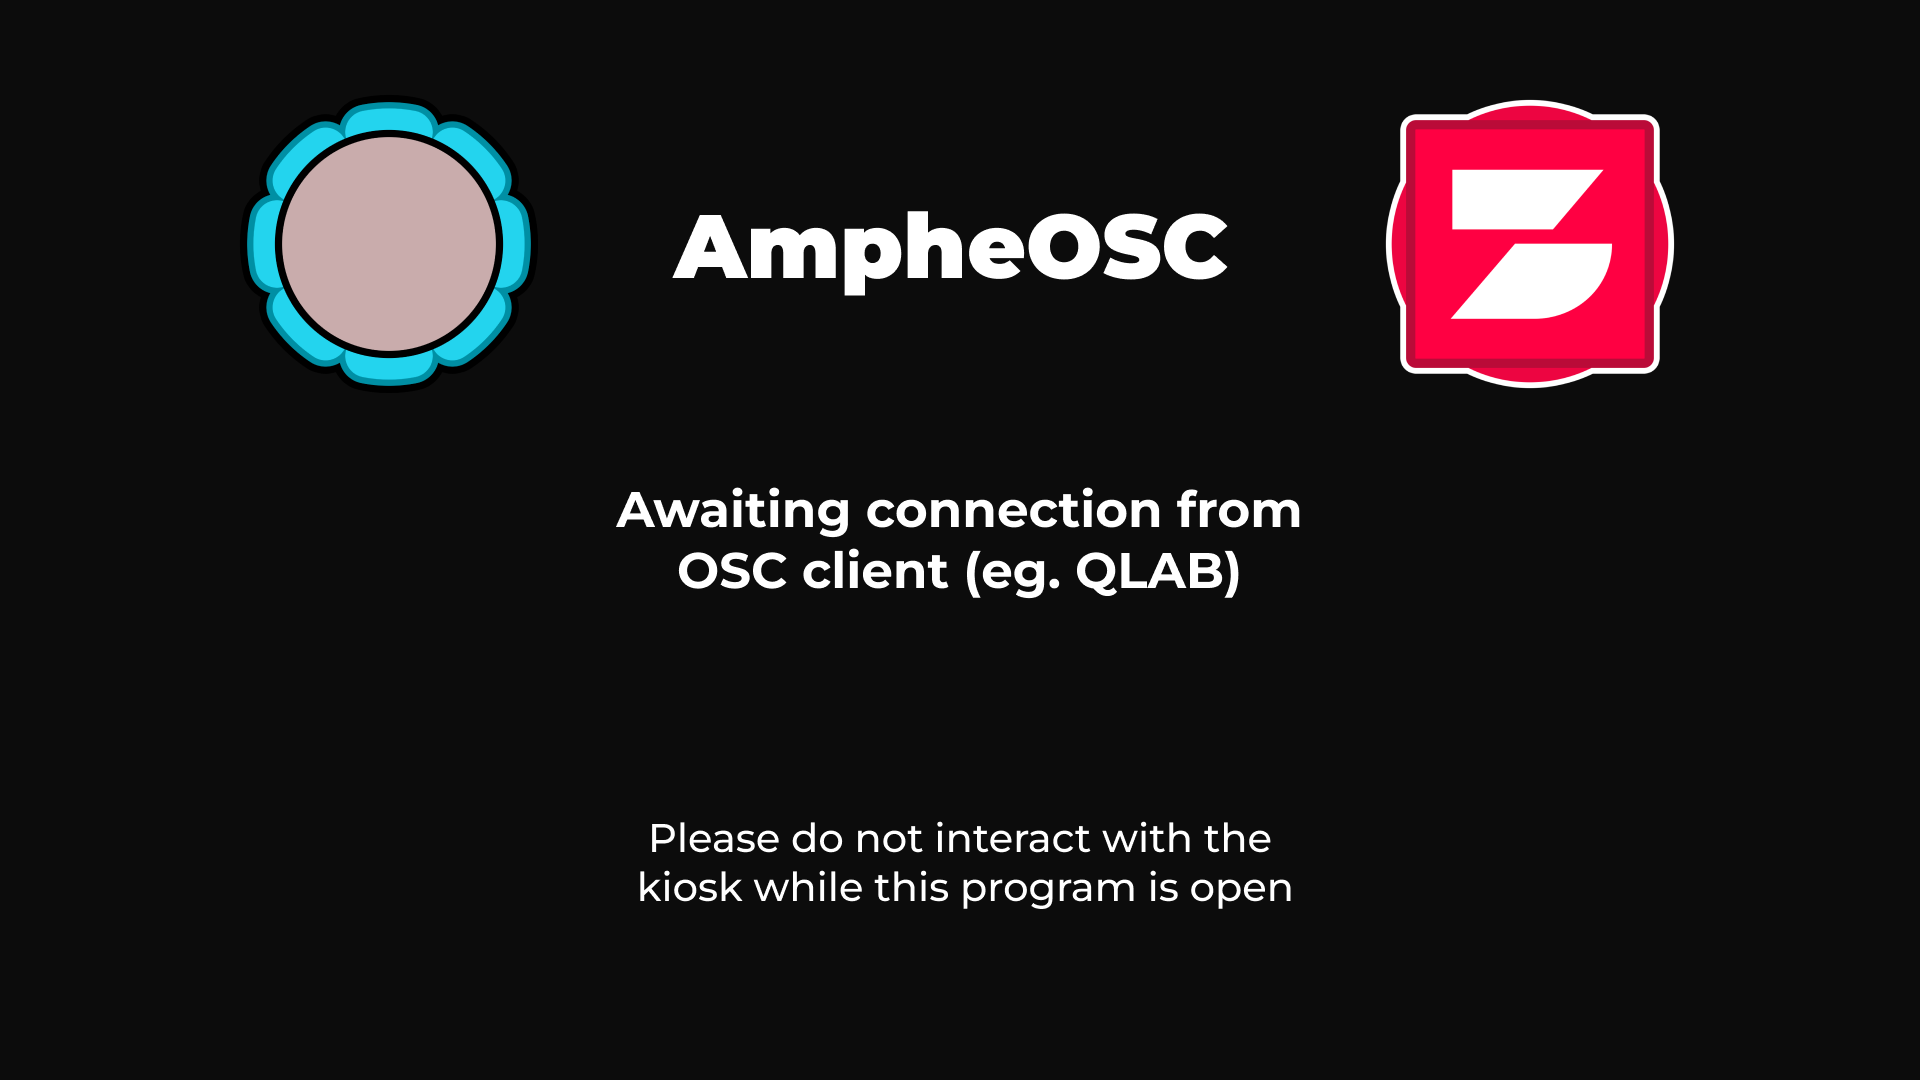 AmpheOSC
Awaiting connection from
OSC client (eg. QLAB)
Please do not interact with the
kiosk while this program is open